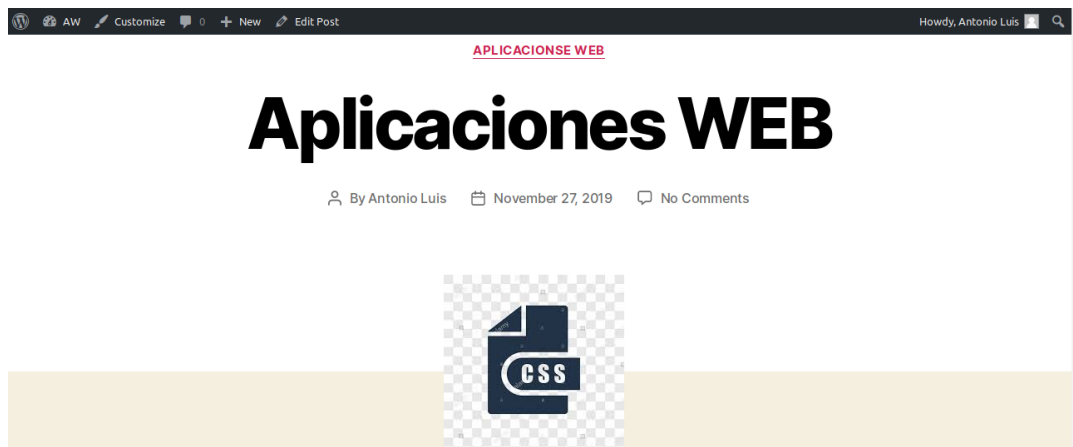 AW Customize 0 New Edit Post Howdy, Antonio Luis
APLICACIONSE WEB
Aplicaciones WEB
By Antonio Luis November 27, 2019 No Comments
CSS